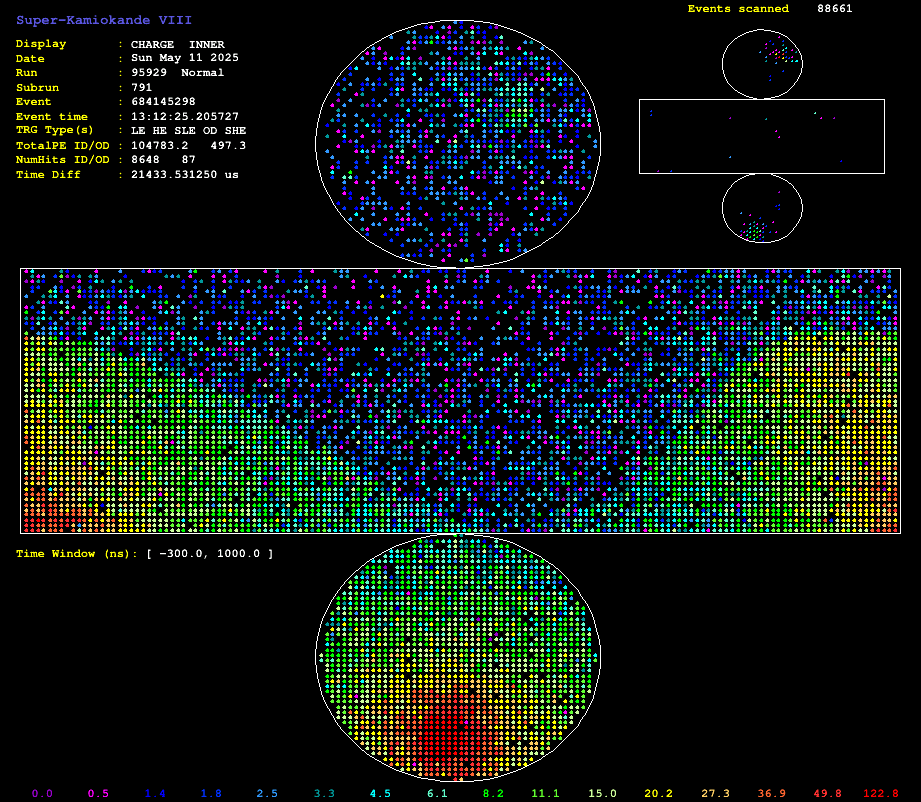 Super-Kamiokande VIII
Events scanned 88661
Display : CHARGE INNER
Date : Sun May 11 2025
Run : 95929 Normal
Subrun : 791
Event : 684145298
Event time : 13:12:25.205727
TRG Type(s) : LE HE SLE OD SHE
TotalPE ID/OD : 104783.2 497.3
NumHits ID/OD : 8648 87
Time Diff : 21433.531250 us
Time Window (ns): [ −300.0, 1000.0 ]
0.0 0.5 1.4 1.8 2.5 3.3 4.5 6.1 8.2 11.1 15.0 20.2 27.3 36.9 49.8 122.8